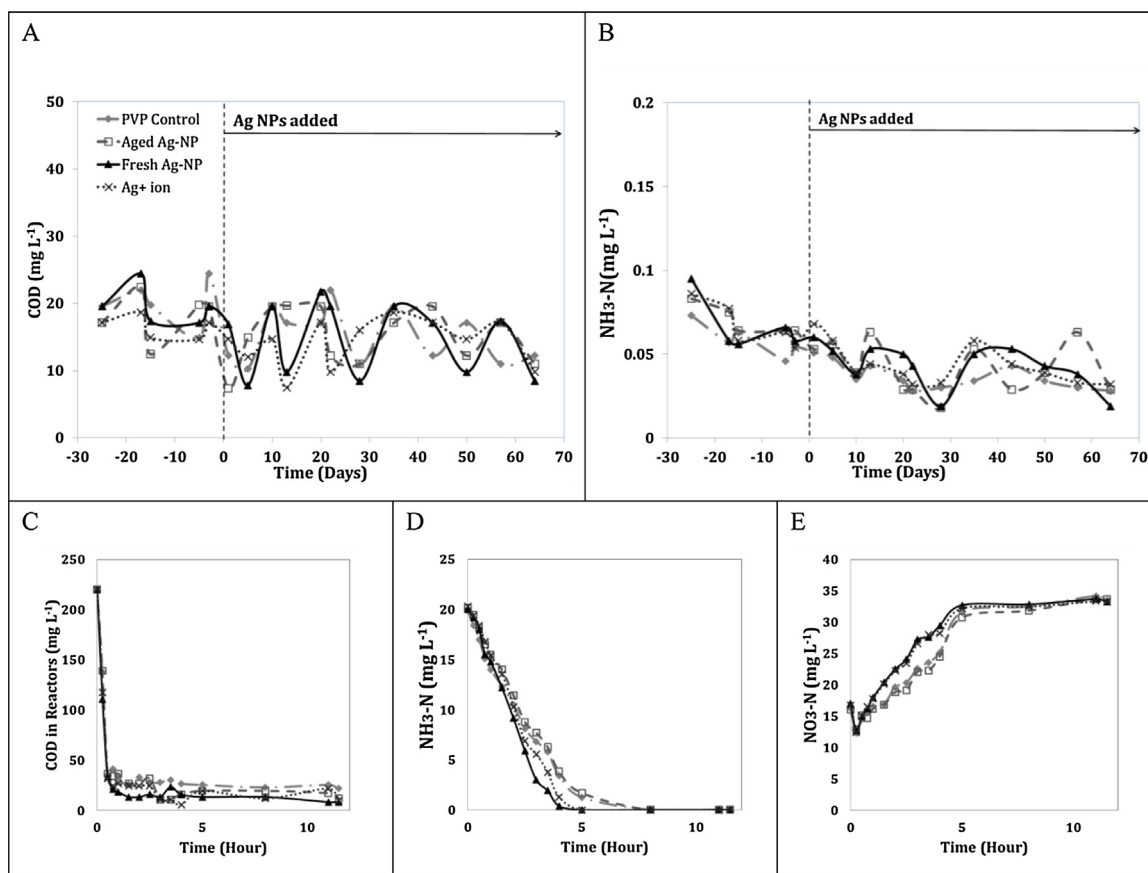 A
COD (mg L⁻¹)
50
40
30
20
10
0
PVP Control
Aged Ag-NP
Fresh Ag-NP
Ag+ ion
Ag NPs added
-30 -20 -10 0 10 20 30 40 50 60 70
Time (Days)
B
NH3-N(mg L⁻¹)
0.2
0.15
0.1
0.05
0
Ag NPs added
-30 -20 -10 0 10 20 30 40 50 60 70
Time (Days)
C
COD in Reactors (mg L⁻¹)
250
200
150
100
50
0
0 5 10
Time (Hour)
D
NH3-N (mg L⁻¹)
25
20
15
10
5
0
0 5 10
Time (Hour)
E
NO3-N (mg L⁻¹)
40
35
30
25
20
15
10
5
0
0 5 10
Time (Hour)